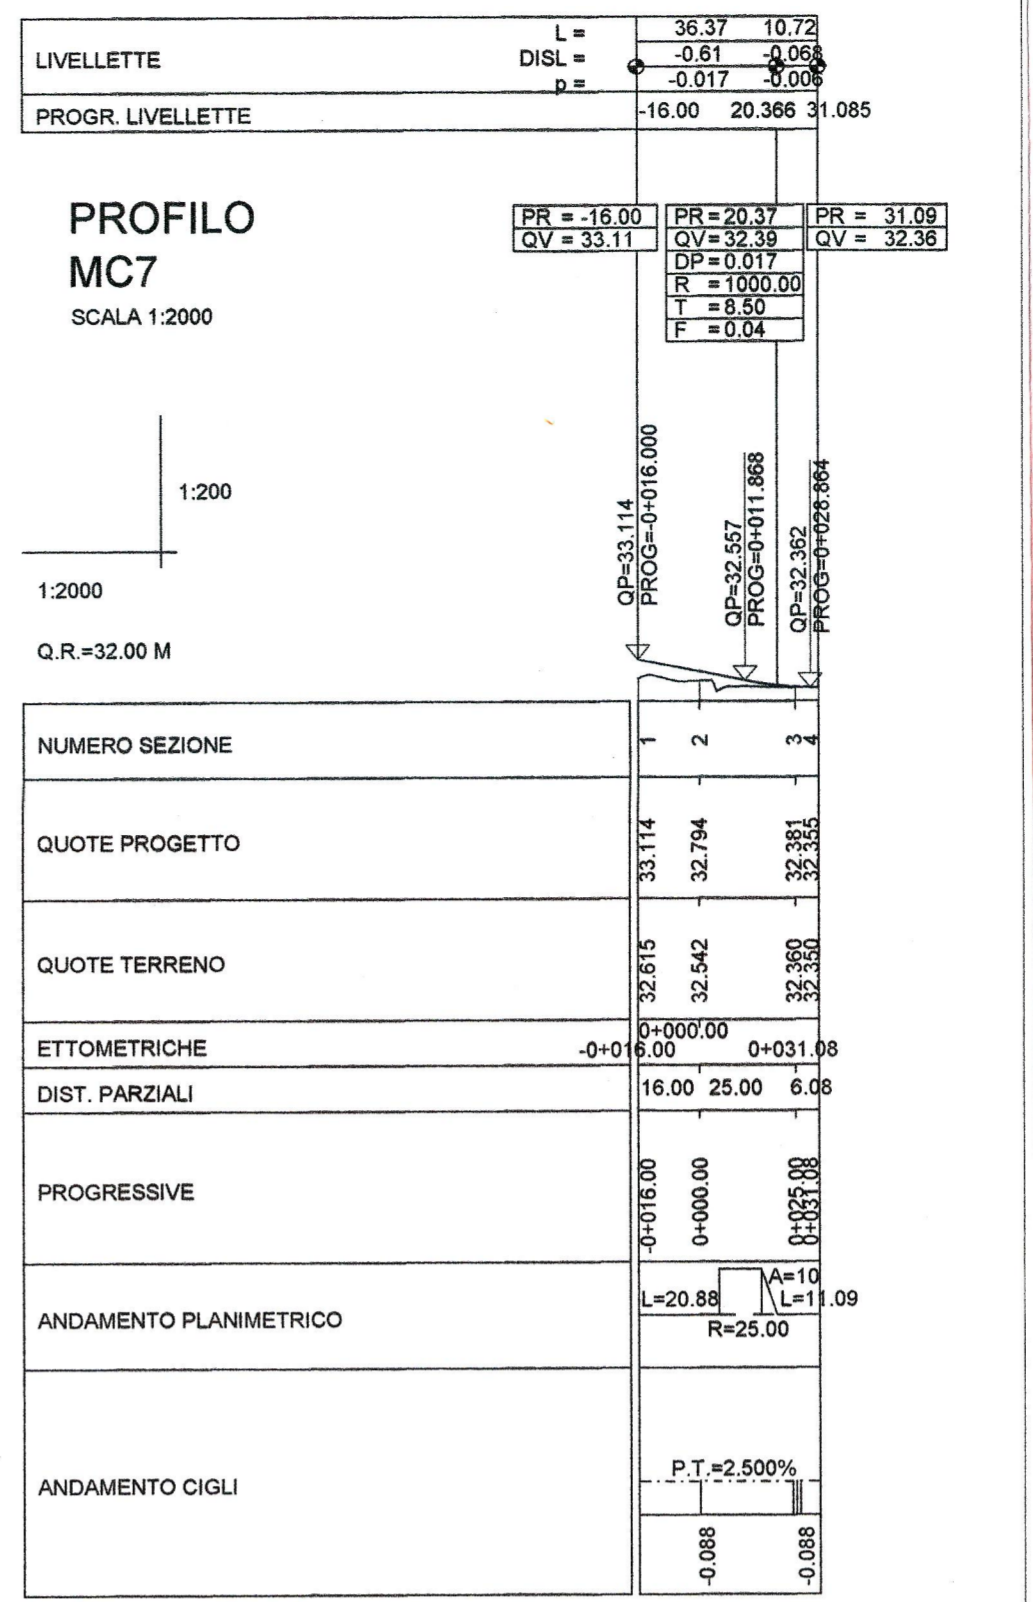 L = 36.37 10.72
LIVELLETTE DISL = -0.61 -0.068
p = -0.017 -0.006
PROGR. LIVELLETTE -16.00 20.366 31.085
PROFILO
MC7
SCALA 1:2000
PR = -16.00
QV = 33.11
PR = 20.37
QV = 32.39
DP = 0.017
R = 1000.00
T = 8.50
F = 0.04
PR = 31.09
QV = 32.36
1:200
1:2000
Q.R.=32.00 M
QP=33.114
PROG=-0+016.000
QP=32.557
PROG=0+011.868
QP=32.362
PROG=0+028.864
NUMERO SEZIONE 1 2 3 4
QUOTE PROGETTO 33.114 32.794 32.381 32.355
QUOTE TERRENO 32.615 32.542 32.360 32.350
0+000.00
ETTOMETRICHE -0+016.00 0+031.08
DIST. PARZIALI 16.00 25.00 6.08
PROGRESSIVE -0+016.00 0+000.00 0+025.00 0+031.08
A=10
L=20.88 L=11.09
ANDAMENTO PLANIMETRICO R=25.00
P.T.=2.500%
ANDAMENTO CIGLI
-0.088 -0.088